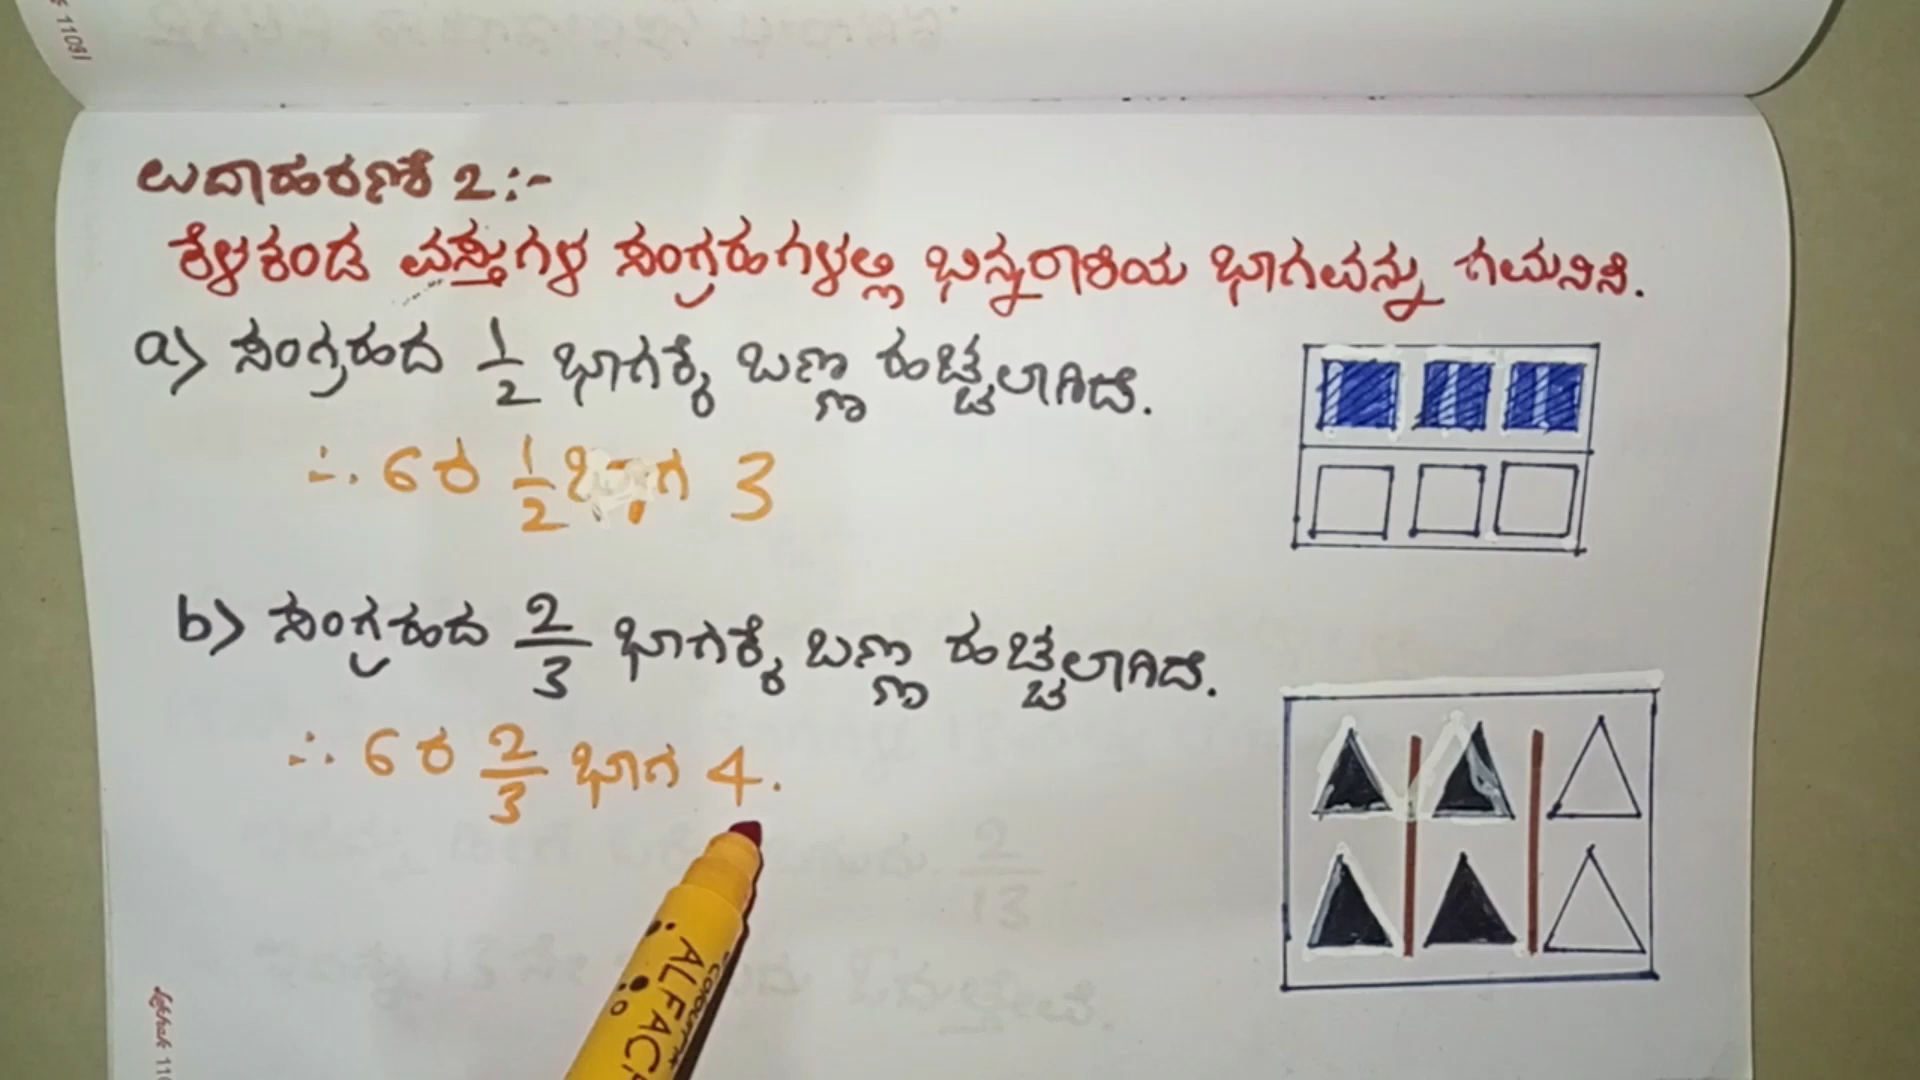 ಉದಾಹರಣೆ 2:-
ಕೆಳಕಂಡ ವಸ್ತುಗಳ ಸಂಗ್ರಹಗಳಲ್ಲಿ ಭಿನ್ನರಾಶಿಯ ಭಾಗವನ್ನು ಗಮನಿಸಿ.
a> ಸಂಗ್ರಹದ 1/2 ಭಾಗಕ್ಕೆ ಬಣ್ಣ ಹಚ್ಚಲಾಗಿದೆ.
∴ 6ರ 1/2 ಭಾಗ 3
b> ಸಂಗ್ರಹದ 2/3 ಭಾಗಕ್ಕೆ ಬಣ್ಣ ಹಚ್ಚಲಾಗಿದೆ.
∴ 6ರ 2/3 ಭಾಗ 4.
Lekhak